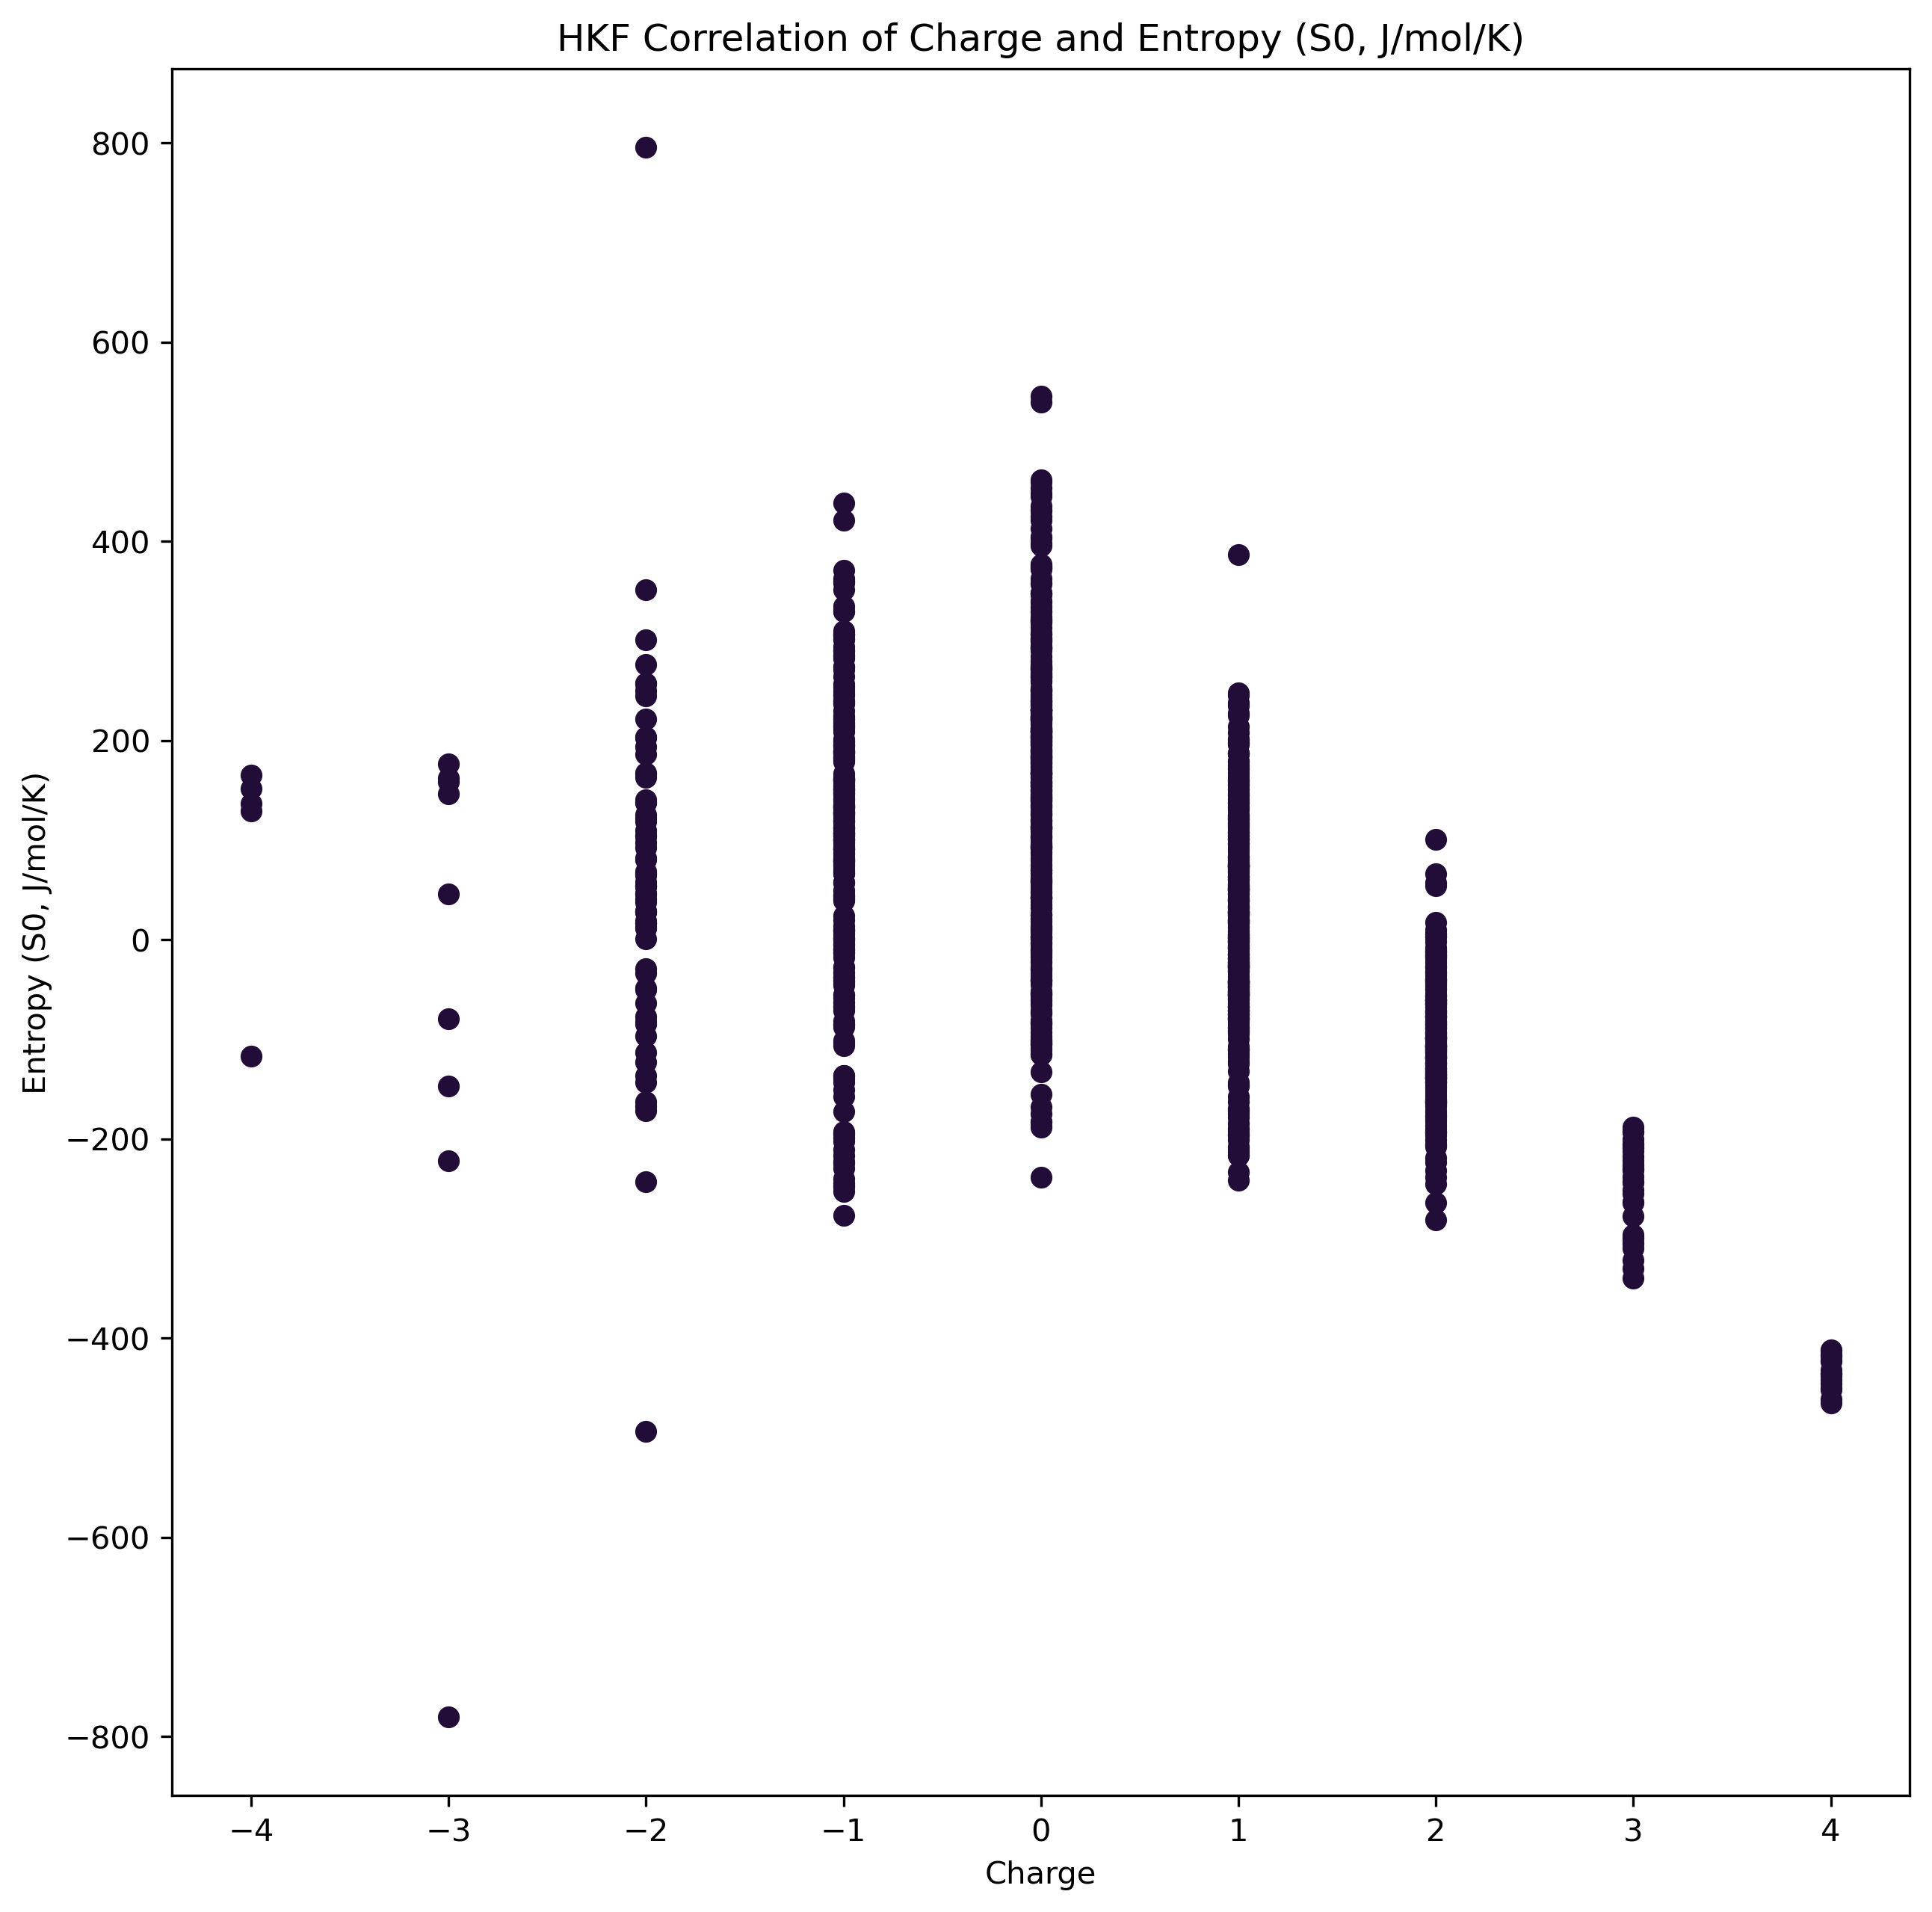 HKF Correlation of Charge and Entropy (S0, J/mol/K)
Entropy (S0, J/mol/K)
800
600
400
200
0
−200
−400
−600
−800
−4 −3 −2 −1 0 1 2 3 4
Charge